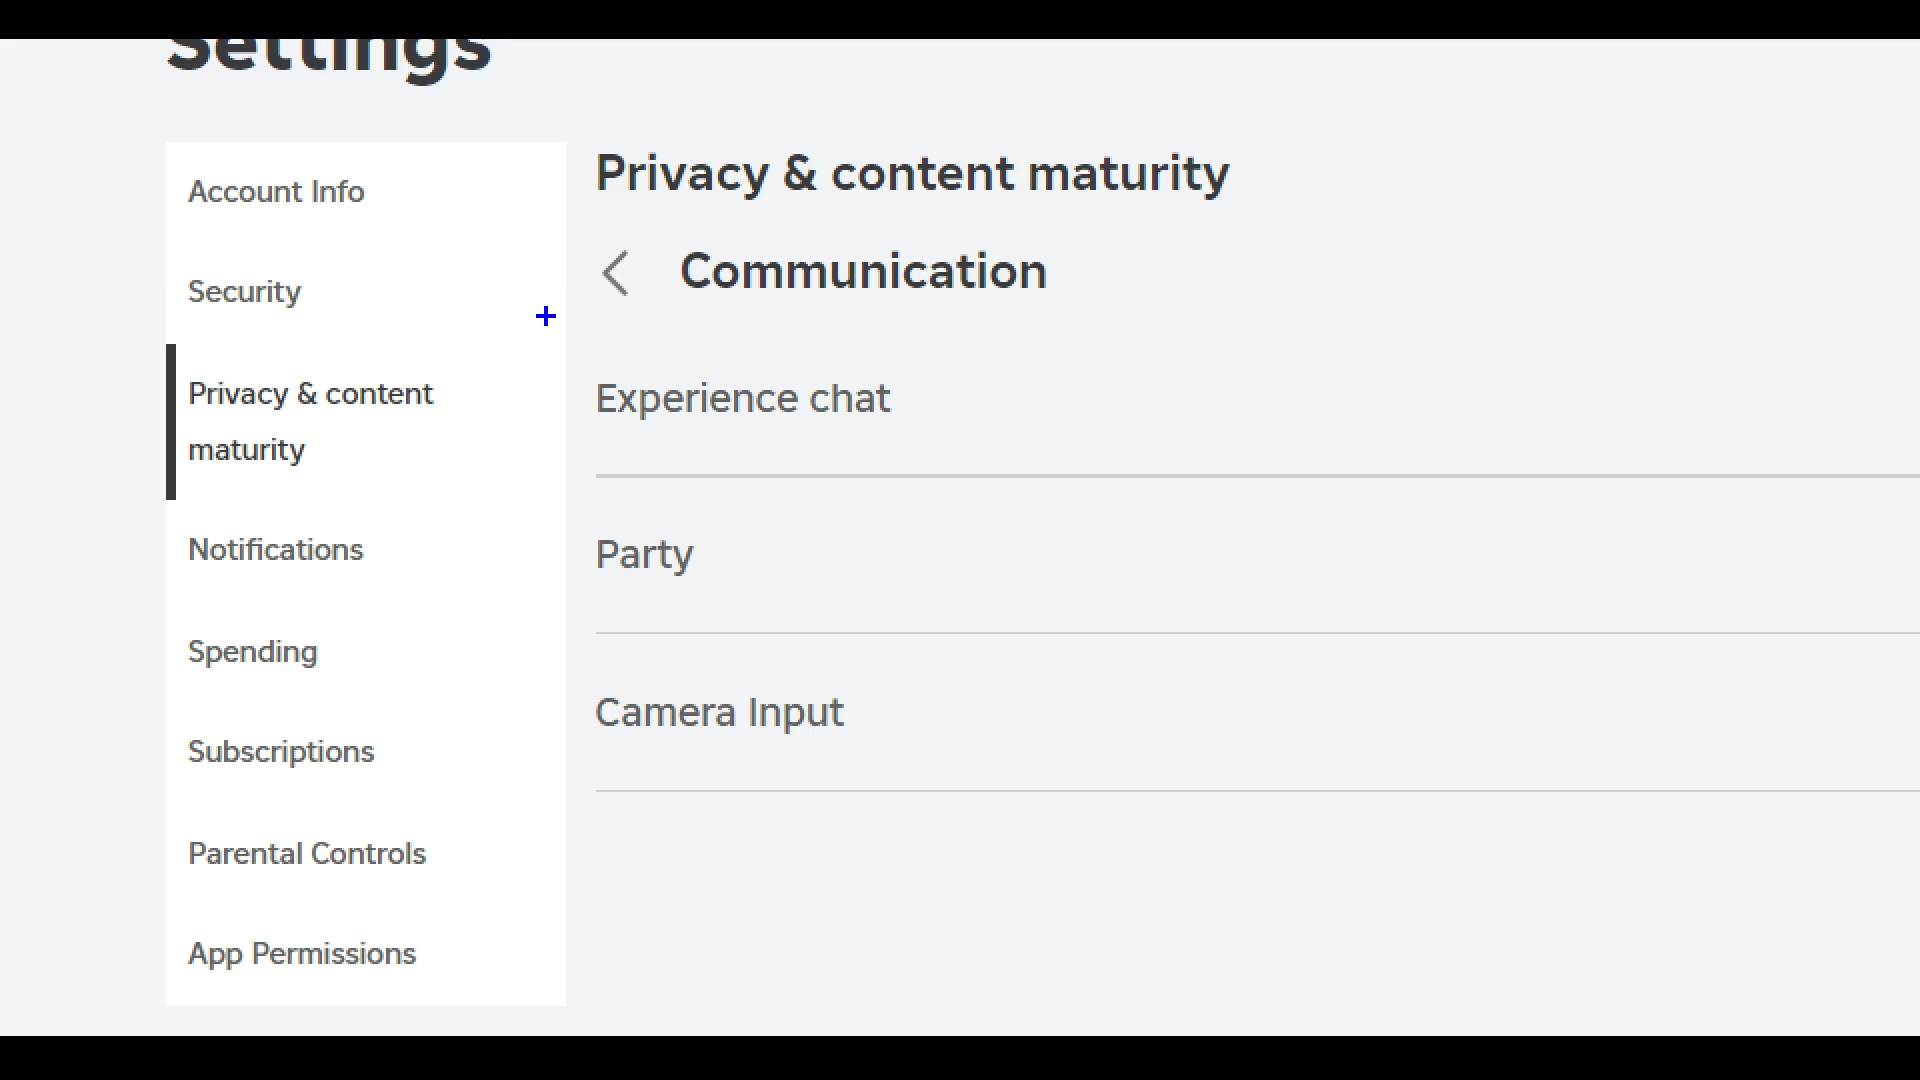 Settings
Account Info
Security
Privacy & content
maturity
Notifications
Spending
Subscriptions
Parental Controls
App Permissions
Privacy & content maturity
Communication
Experience chat
Party
Camera Input